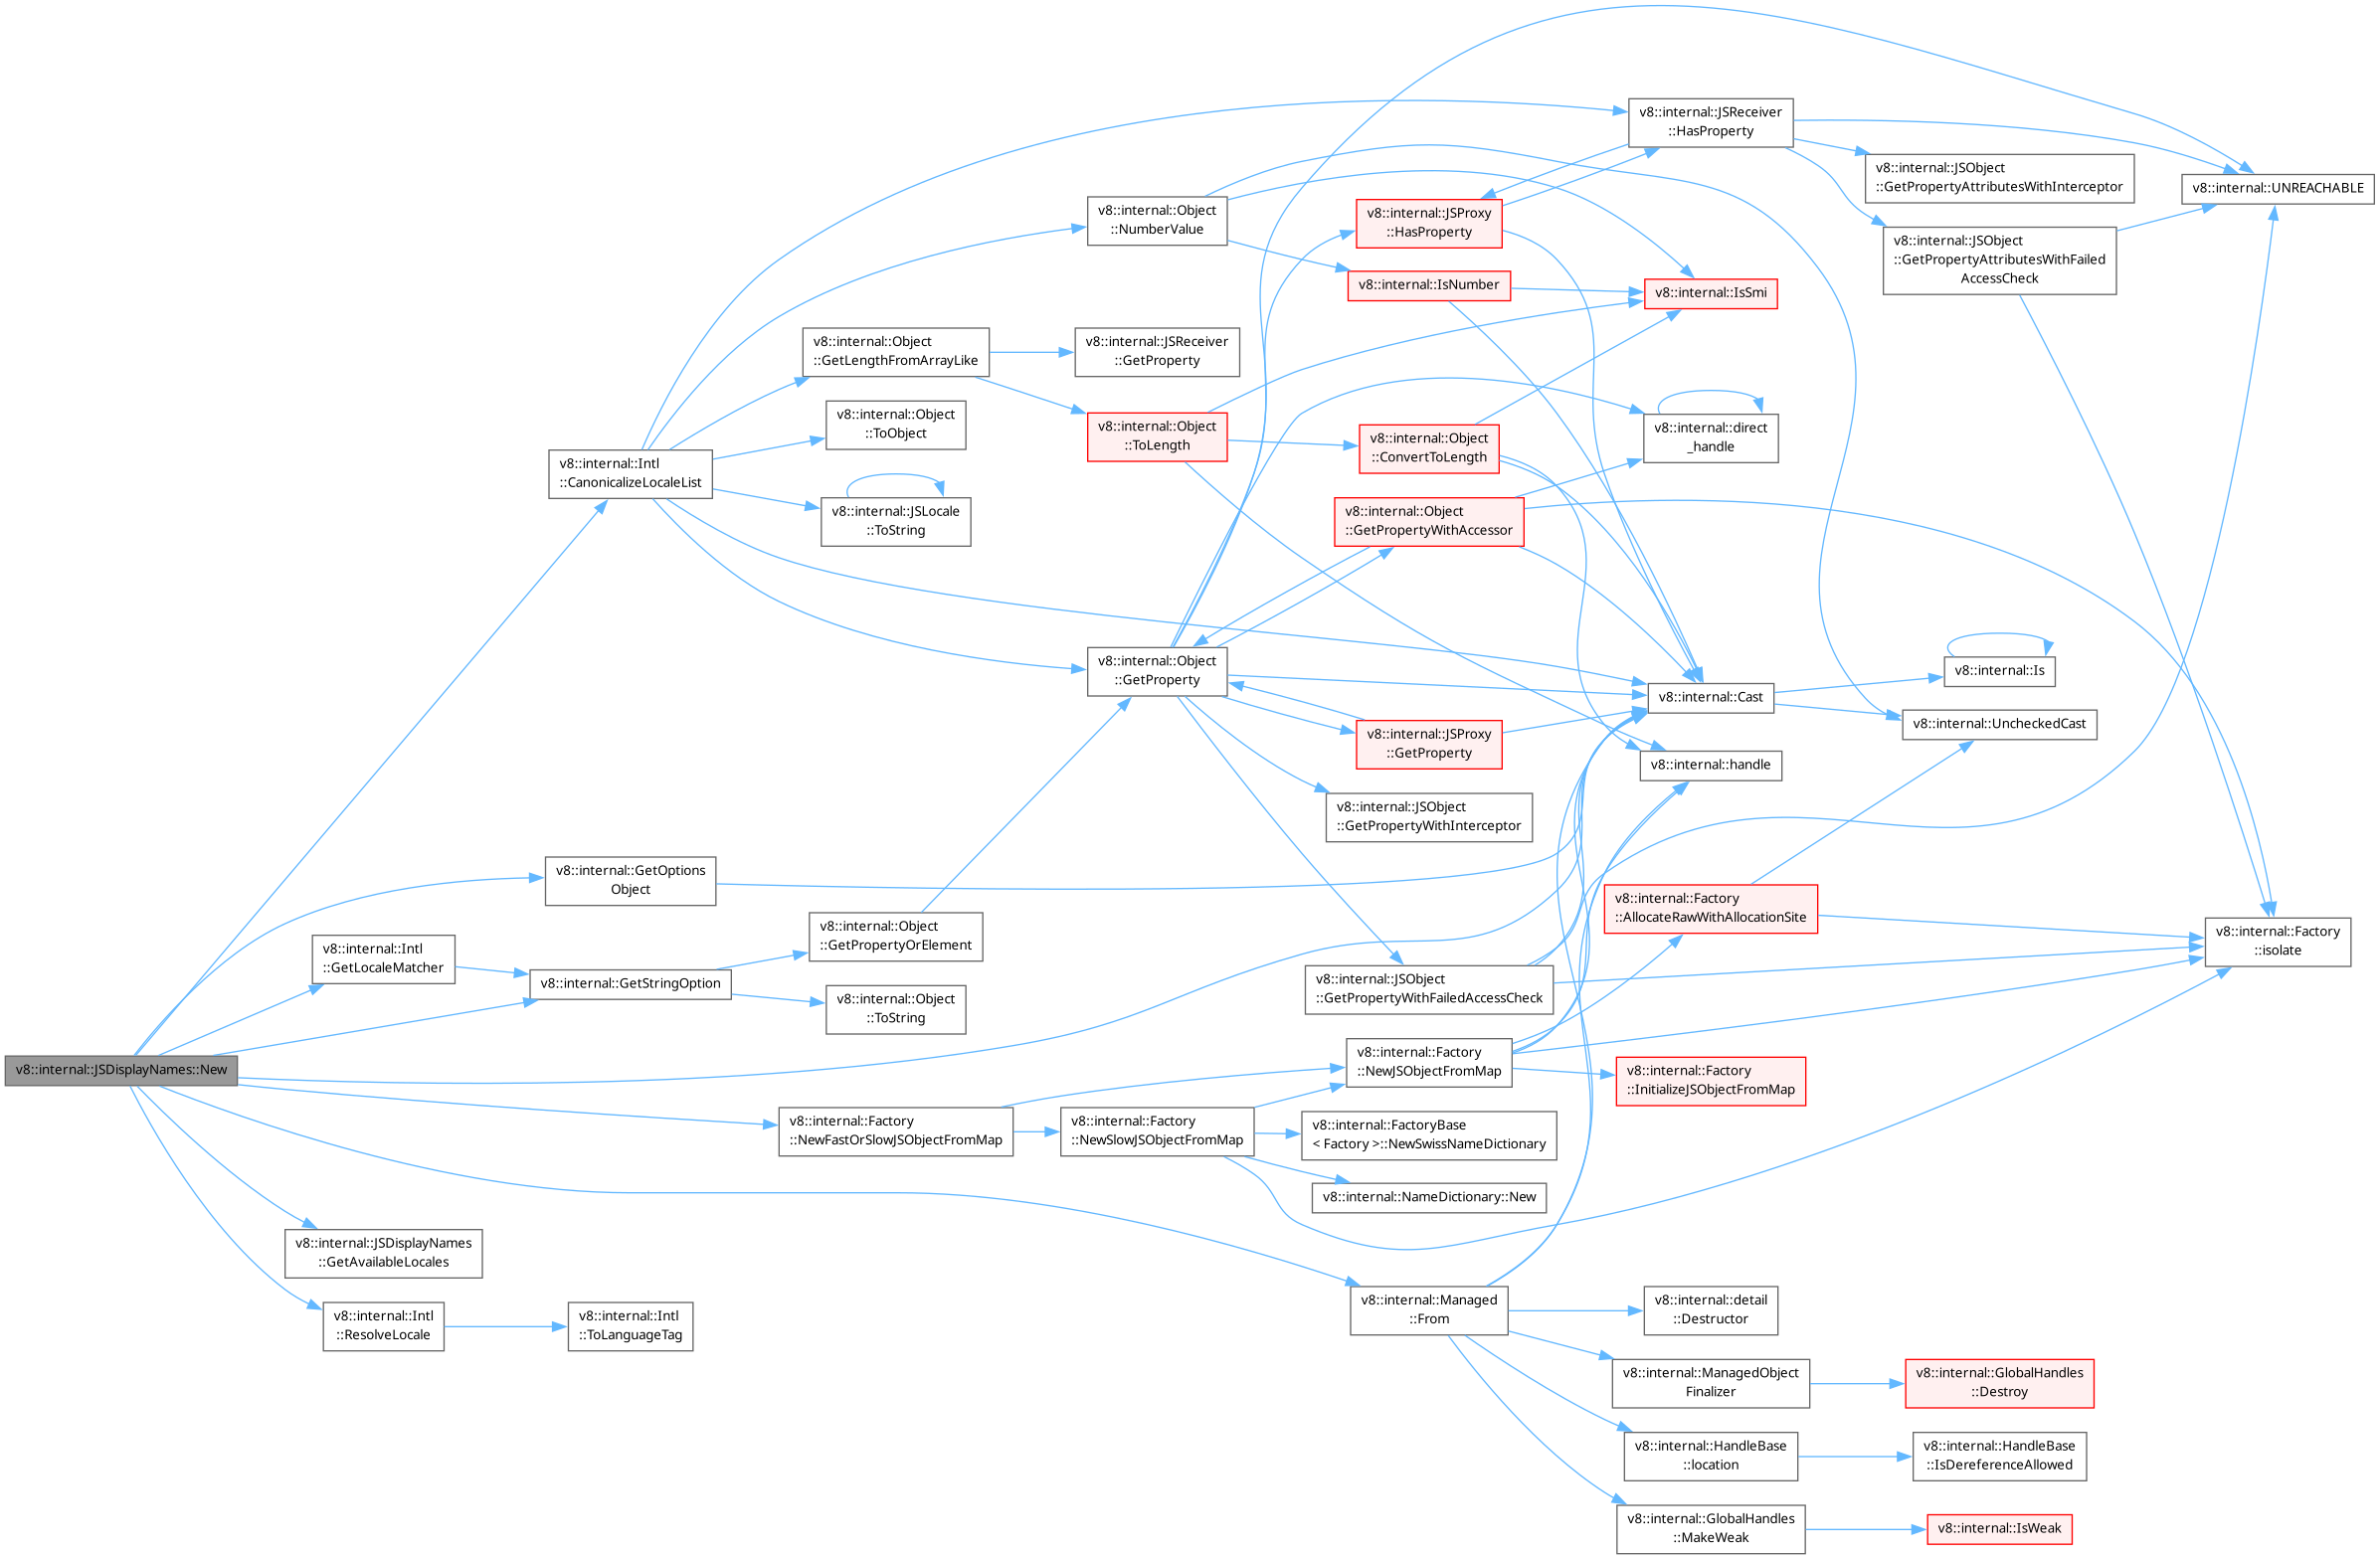 v8::internal::JSDisplayNames::New
v8::internal::Intl
::CanonicalizeLocaleList
v8::internal::GetOptions
Object
v8::internal::Intl
::GetLocaleMatcher
v8::internal::GetStringOption
v8::internal::JSDisplayNames
::GetAvailableLocales
v8::internal::Intl
::ResolveLocale
v8::internal::Intl
::ToLanguageTag
v8::internal::Object
::GetLengthFromArrayLike
v8::internal::Object
::ToObject
v8::internal::JSLocale
::ToString
v8::internal::Object
::GetPropertyOrElement
v8::internal::Object
::ToString
v8::internal::Factory
::NewFastOrSlowJSObjectFromMap
v8::internal::Object
::NumberValue
v8::internal::JSReceiver
::GetProperty
v8::internal::Object
::ToLength
v8::internal::Object
::GetProperty
v8::internal::Factory
::NewSlowJSObjectFromMap
v8::internal::JSProxy
::HasProperty
v8::internal::IsNumber
v8::internal::Object
::ConvertToLength
v8::internal::Object
::GetPropertyWithAccessor
v8::internal::JSProxy
::GetProperty
v8::internal::JSObject
::GetPropertyWithInterceptor
v8::internal::JSObject
::GetPropertyWithFailedAccessCheck
v8::internal::Factory
::NewJSObjectFromMap
v8::internal::FactoryBase
< Factory >::NewSwissNameDictionary
v8::internal::NameDictionary::New
v8::internal::Managed
::From
v8::internal::JSReceiver
::HasProperty
v8::internal::IsSmi
v8::internal::direct
_handle
v8::internal::Cast
v8::internal::handle
v8::internal::Factory
::AllocateRawWithAllocationSite
v8::internal::Factory
::InitializeJSObjectFromMap
v8::internal::detail
::Destructor
v8::internal::ManagedObject
Finalizer
v8::internal::HandleBase
::location
v8::internal::GlobalHandles
::MakeWeak
v8::internal::JSObject
::GetPropertyAttributesWithInterceptor
v8::internal::JSObject
::GetPropertyAttributesWithFailed
AccessCheck
v8::internal::Is
v8::internal::UncheckedCast
v8::internal::GlobalHandles
::Destroy
v8::internal::HandleBase
::IsDereferenceAllowed
v8::internal::IsWeak
v8::internal::UNREACHABLE
v8::internal::Factory
::isolate